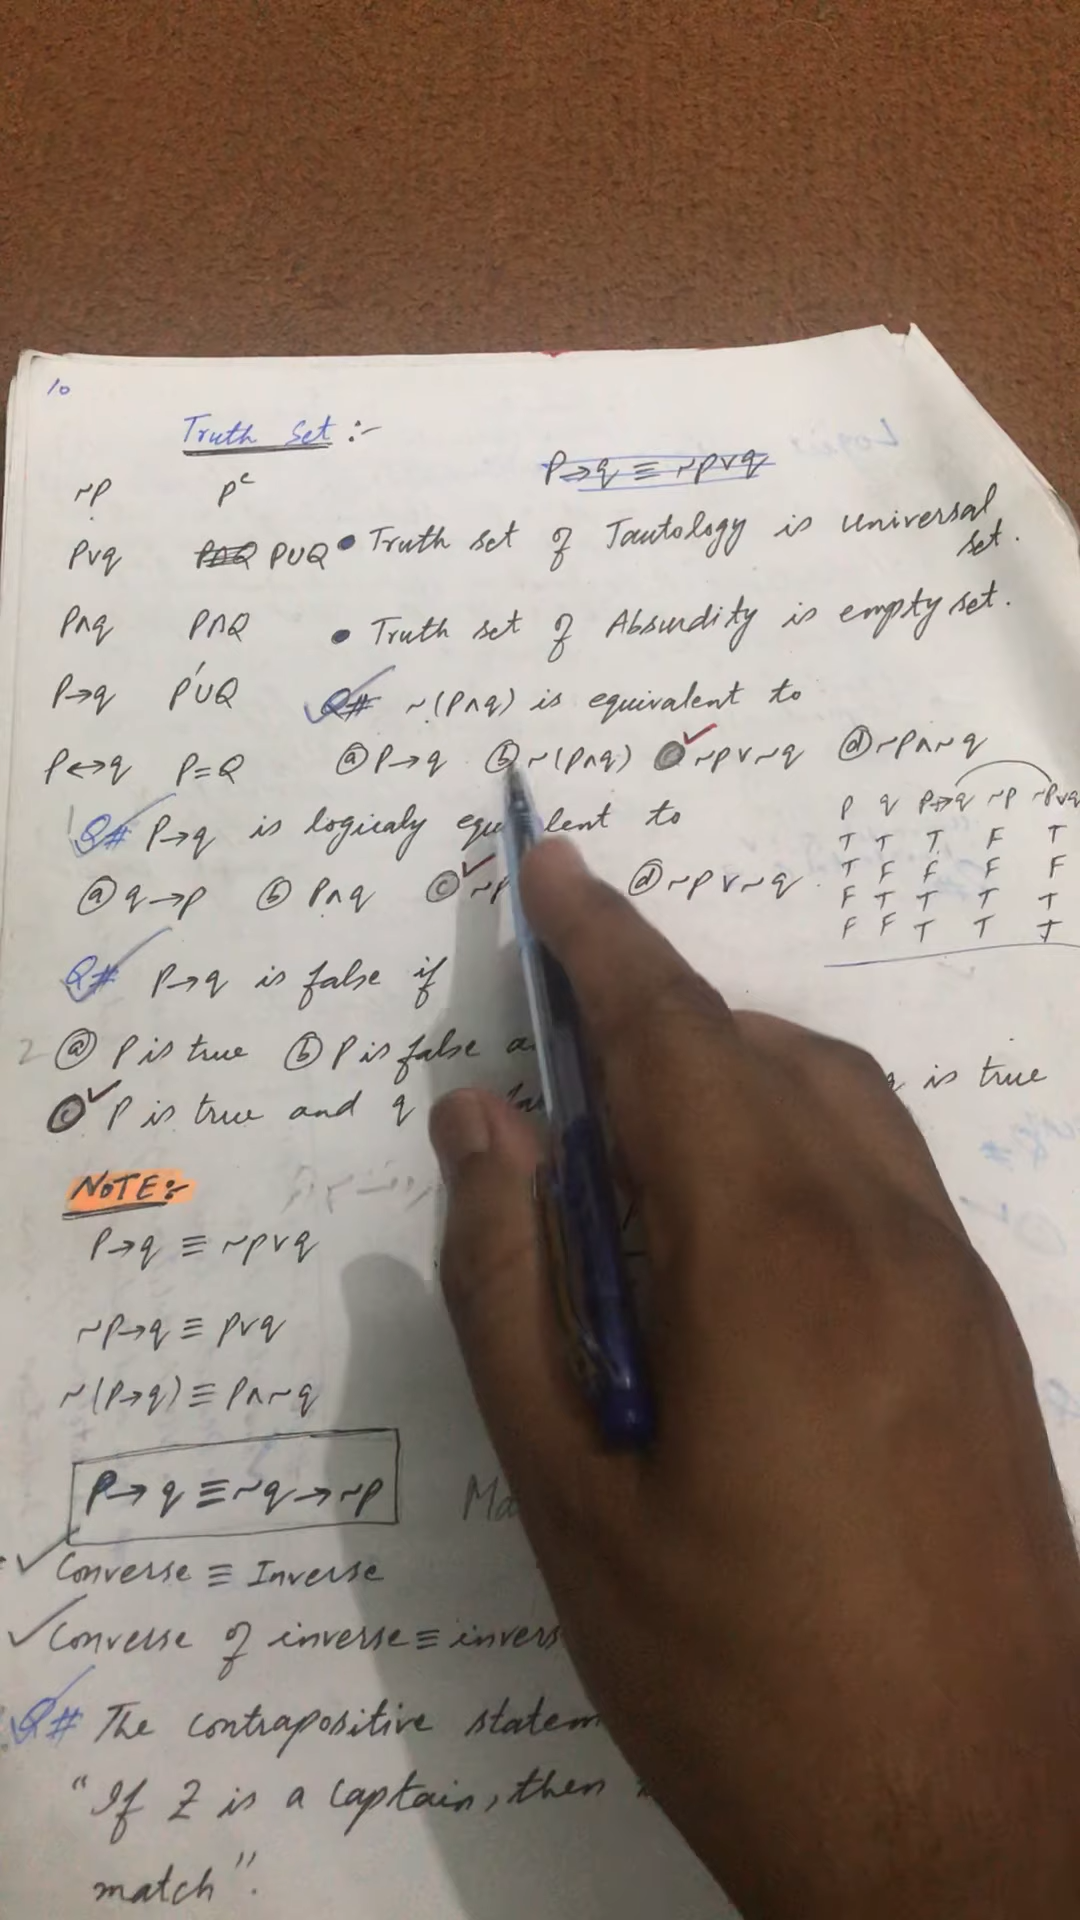 10
Truth Set :-
P→q ≡ ~p∨q
~P P^c
P∨q P∩Q P∪Q • Truth set of Tautology is Universal set.
P∧q P∩Q • Truth set of Absurdity is empty set.
P→q P′∪Q Q# ~(P∧q) is equivalent to
P↔q P=Q ⓐ P→q ⓑ ~(P∧q) ⓒ ~p∨~q ⓓ ~p∧~q
Q# P→q is logicaly to
ⓐ q→p ⓑ P∧q ⓒ ~p ⓓ ~p∨~q
P q P→q ~P ~P∨q
T T T F T
T F F F F
F T T T T
F F T T T
Q# P→q is false if
2 ⓐ P is true ⓑ P is false is true
ⓒ P is true and q
NOTE:-
P→q ≡ ~p∨q
~P→q ≡ p∨q
~(P→q) ≡ P∧~q
P→q ≡ ~q→~p
Converse ≡ Inverse
Converse of inverse ≡
Q# The contrapositive
"If Z is a captain, then
match".